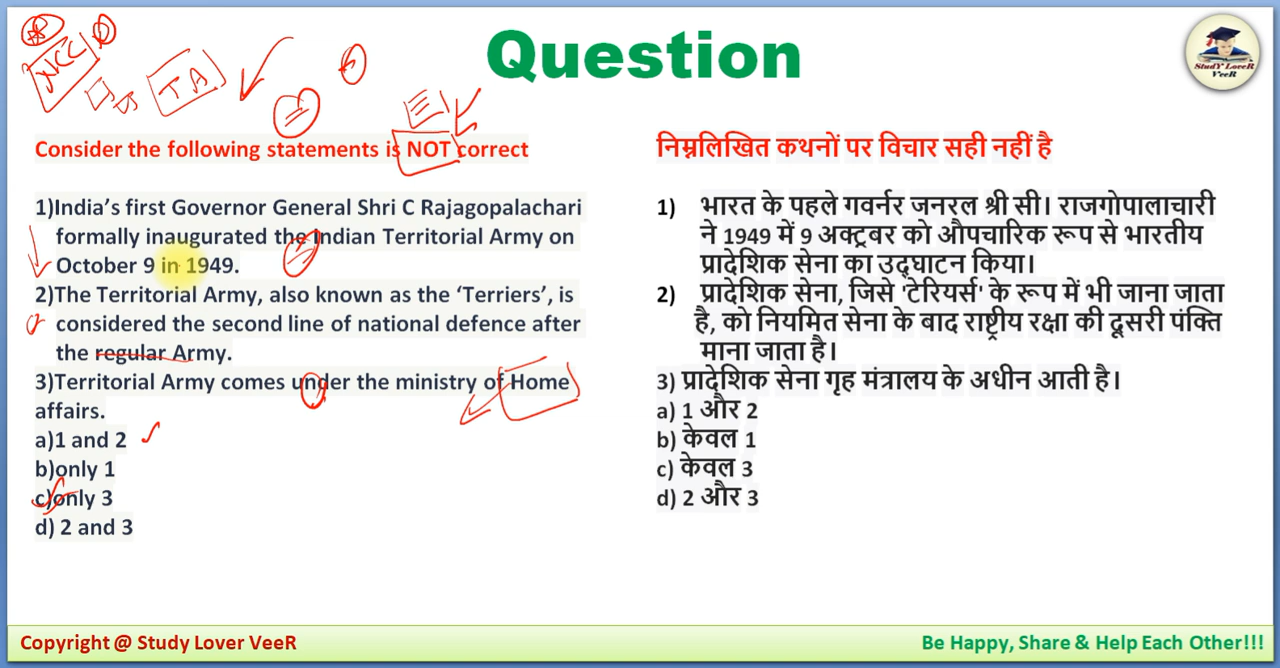 Question
StudY LoveR
VeeR
NCC
TA
Consider the following statements is NOT correct
1)India's first Governor General Shri C Rajagopalachari
formally inaugurated the Indian Territorial Army on
October 9 in 1949.
2)The Territorial Army, also known as the 'Terriers', is
considered the second line of national defence after
the regular Army.
3)Territorial Army comes under the ministry of Home
affairs.
a)1 and 2
b)only 1
c)only 3
d) 2 and 3
निम्नलिखित कथनों पर विचार सही नहीं है
1) भारत के पहले गवर्नर जनरल श्री सी। राजगोपालाचारी
ने 1949 में 9 अक्टूबर को औपचारिक रूप से भारतीय
प्रादेशिक सेना का उद्घाटन किया।
2) प्रादेशिक सेना, जिसे 'टेरियर्स' के रूप में भी जाना जाता
है, को नियमित सेना के बाद राष्ट्रीय रक्षा की दूसरी पंक्ति
माना जाता है।
3) प्रादेशिक सेना गृह मंत्रालय के अधीन आती है।
a) 1 और 2
b) केवल 1
c) केवल 3
d) 2 और 3
Copyright @ Study Lover VeeR
Be Happy, Share & Help Each Other!!!